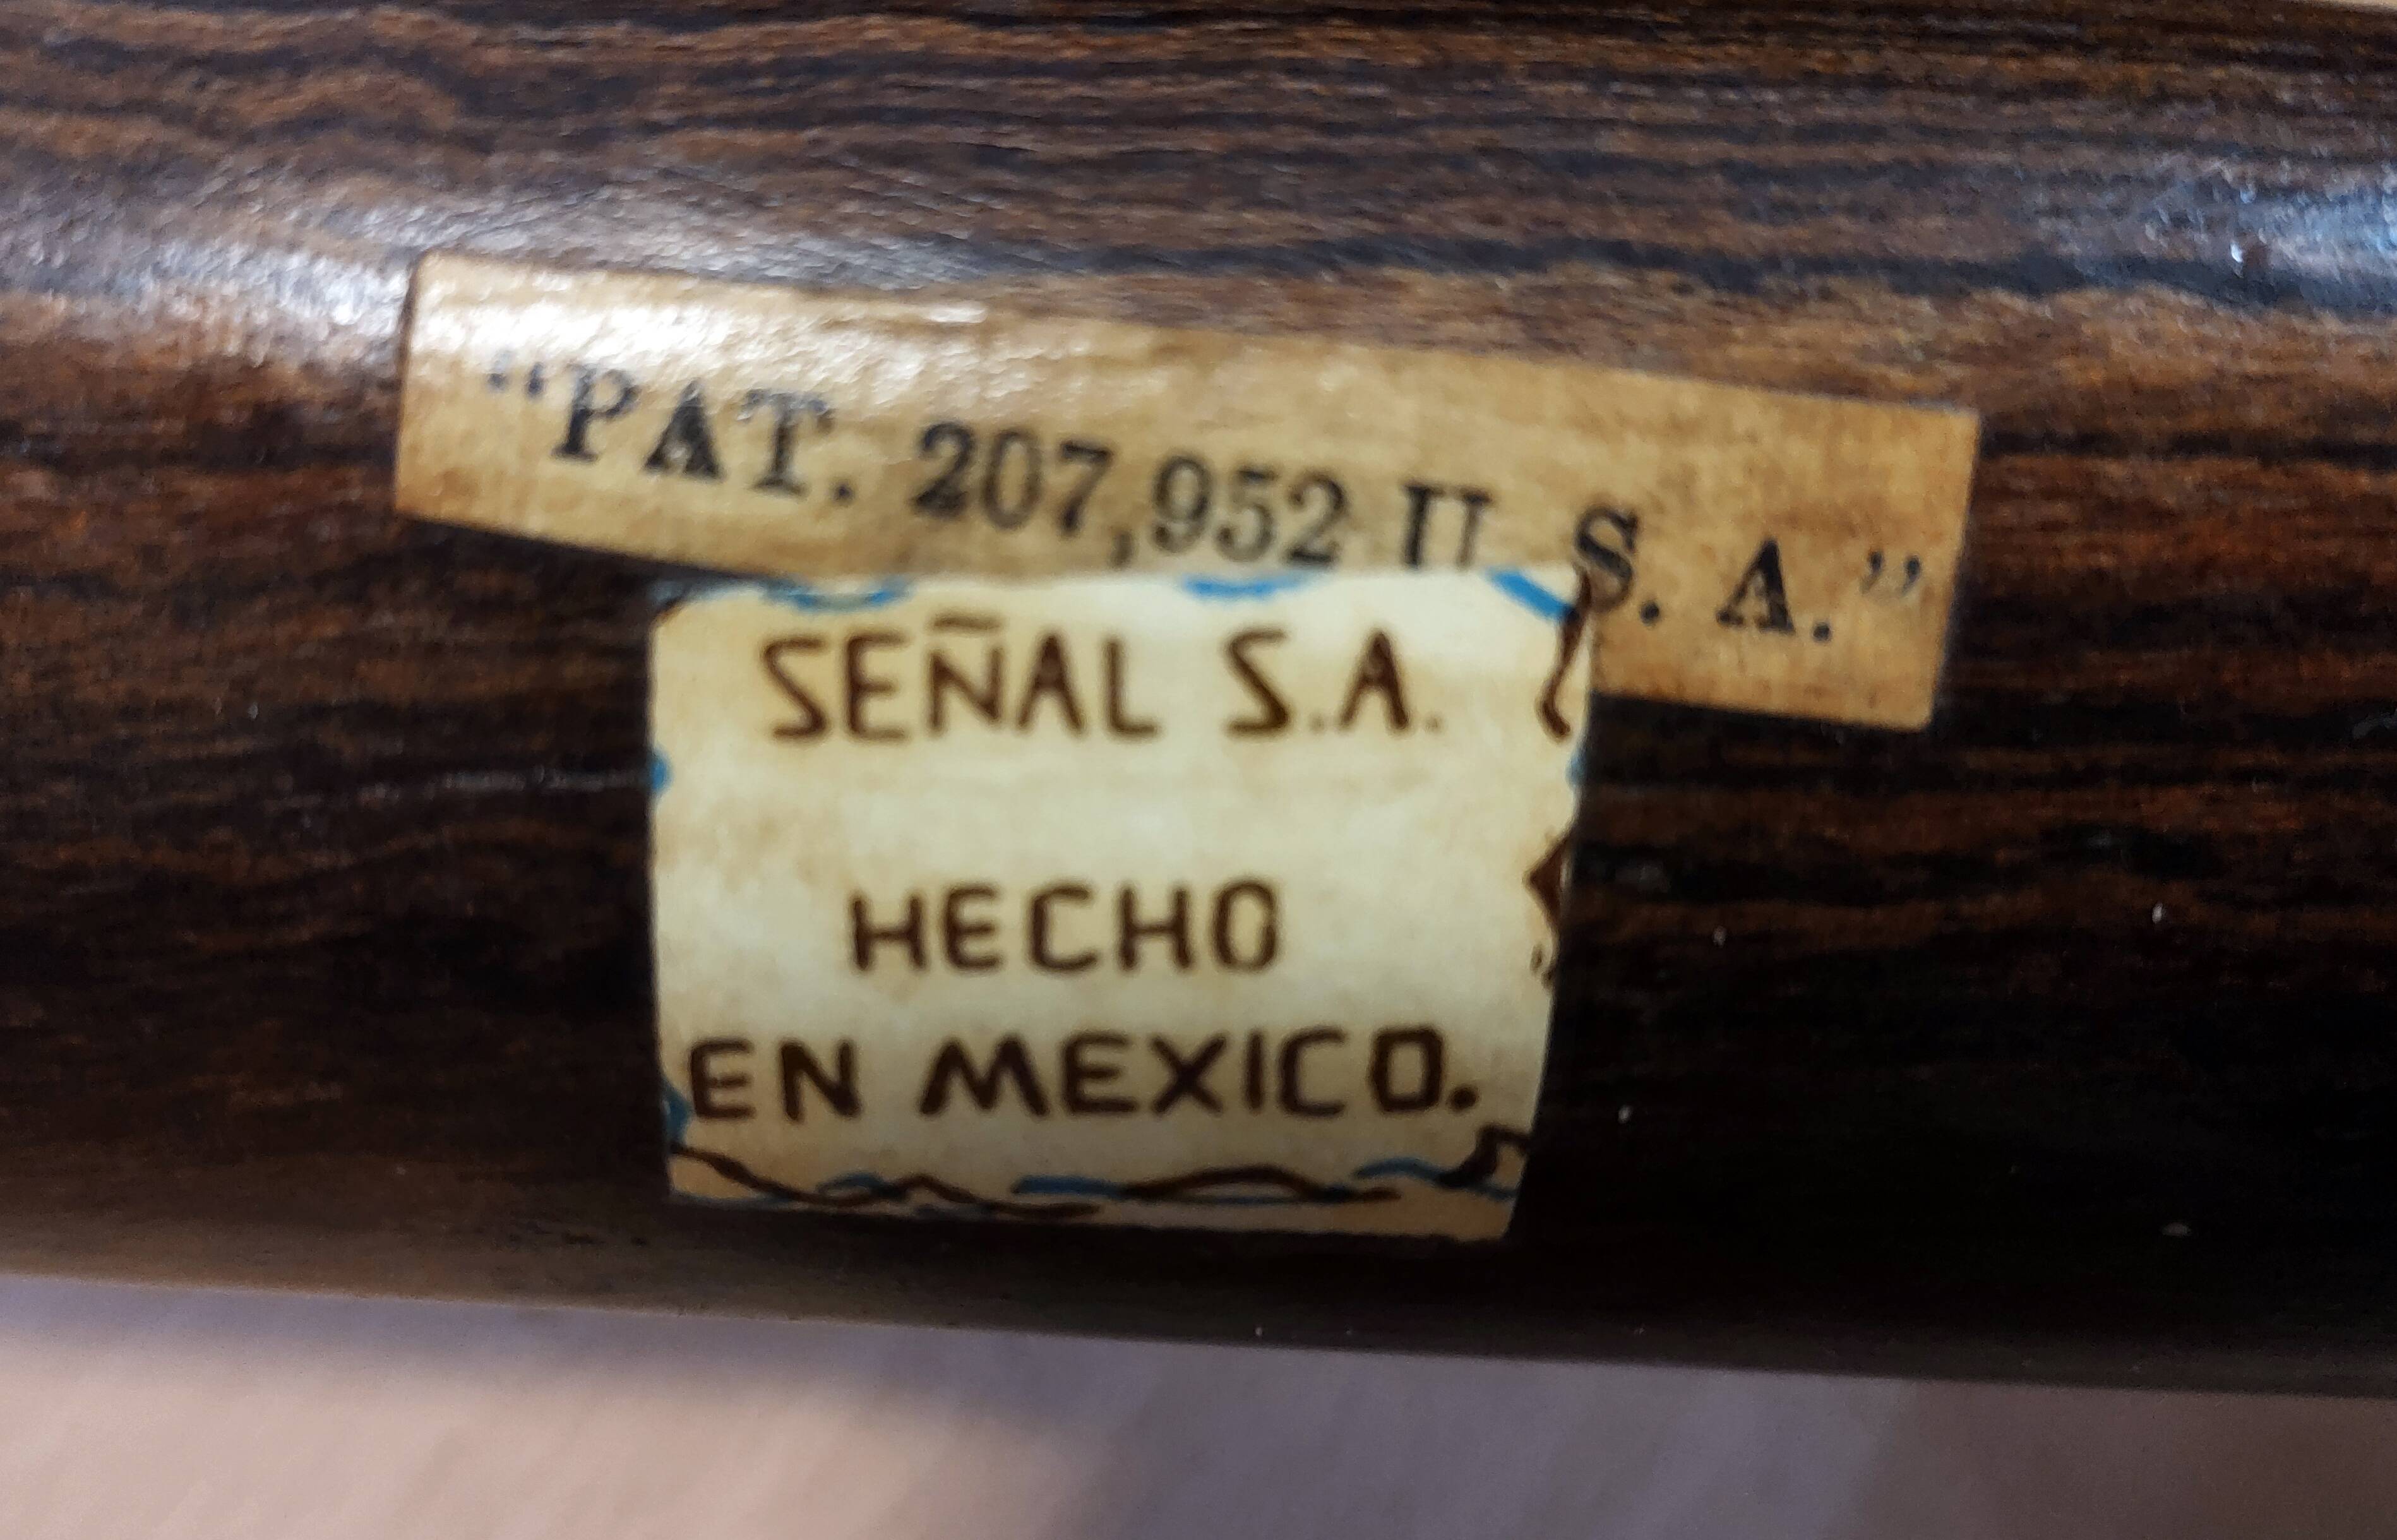 “PAT. 207,952 U S. A.”
SEÑAL S.A.
HECHO
EN MEXICO.